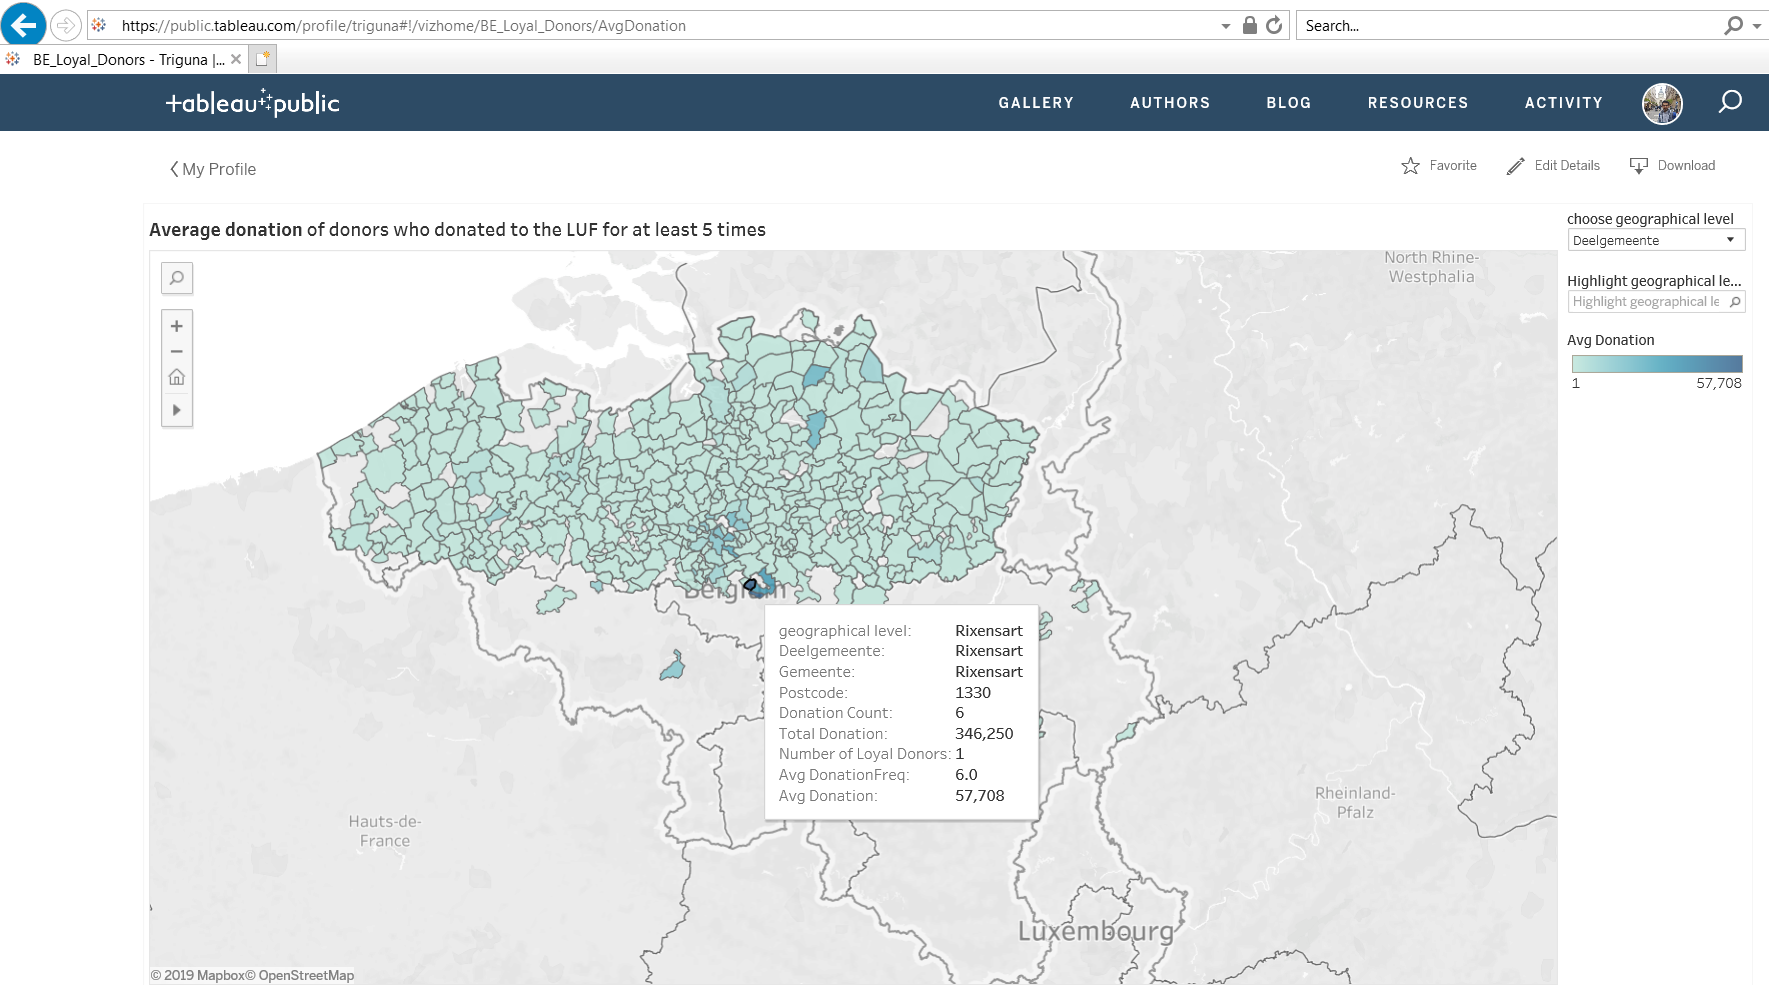 https://public.tableau.com/profile/triguna#!/vizhome/BE_Loyal_Donors/AvgDonation
Search...
BE_Loyal_Donors - Triguna |...
tableau public
GALLERY
AUTHORS
BLOG
RESOURCES
ACTIVITY
My Profile
Favorite
Edit Details
Download
Average donation of donors who donated to the LUF for at least 5 times
choose geographical level
Deelgemeente
Highlight geographical le...
Highlight geographical le
Avg Donation
1
57,708
North Rhine-
Westphalia
Belgium
geographical level: Rixensart
Deelgemeente: Rixensart
Gemeente: Rixensart
Postcode: 1330
Donation Count: 6
Total Donation: 346,250
Number of Loyal Donors: 1
Avg DonationFreq: 6.0
Avg Donation: 57,708
Rheinland-
Pfalz
Hauts-de-
France
Luxembourg
© 2019 Mapbox© OpenStreetMap